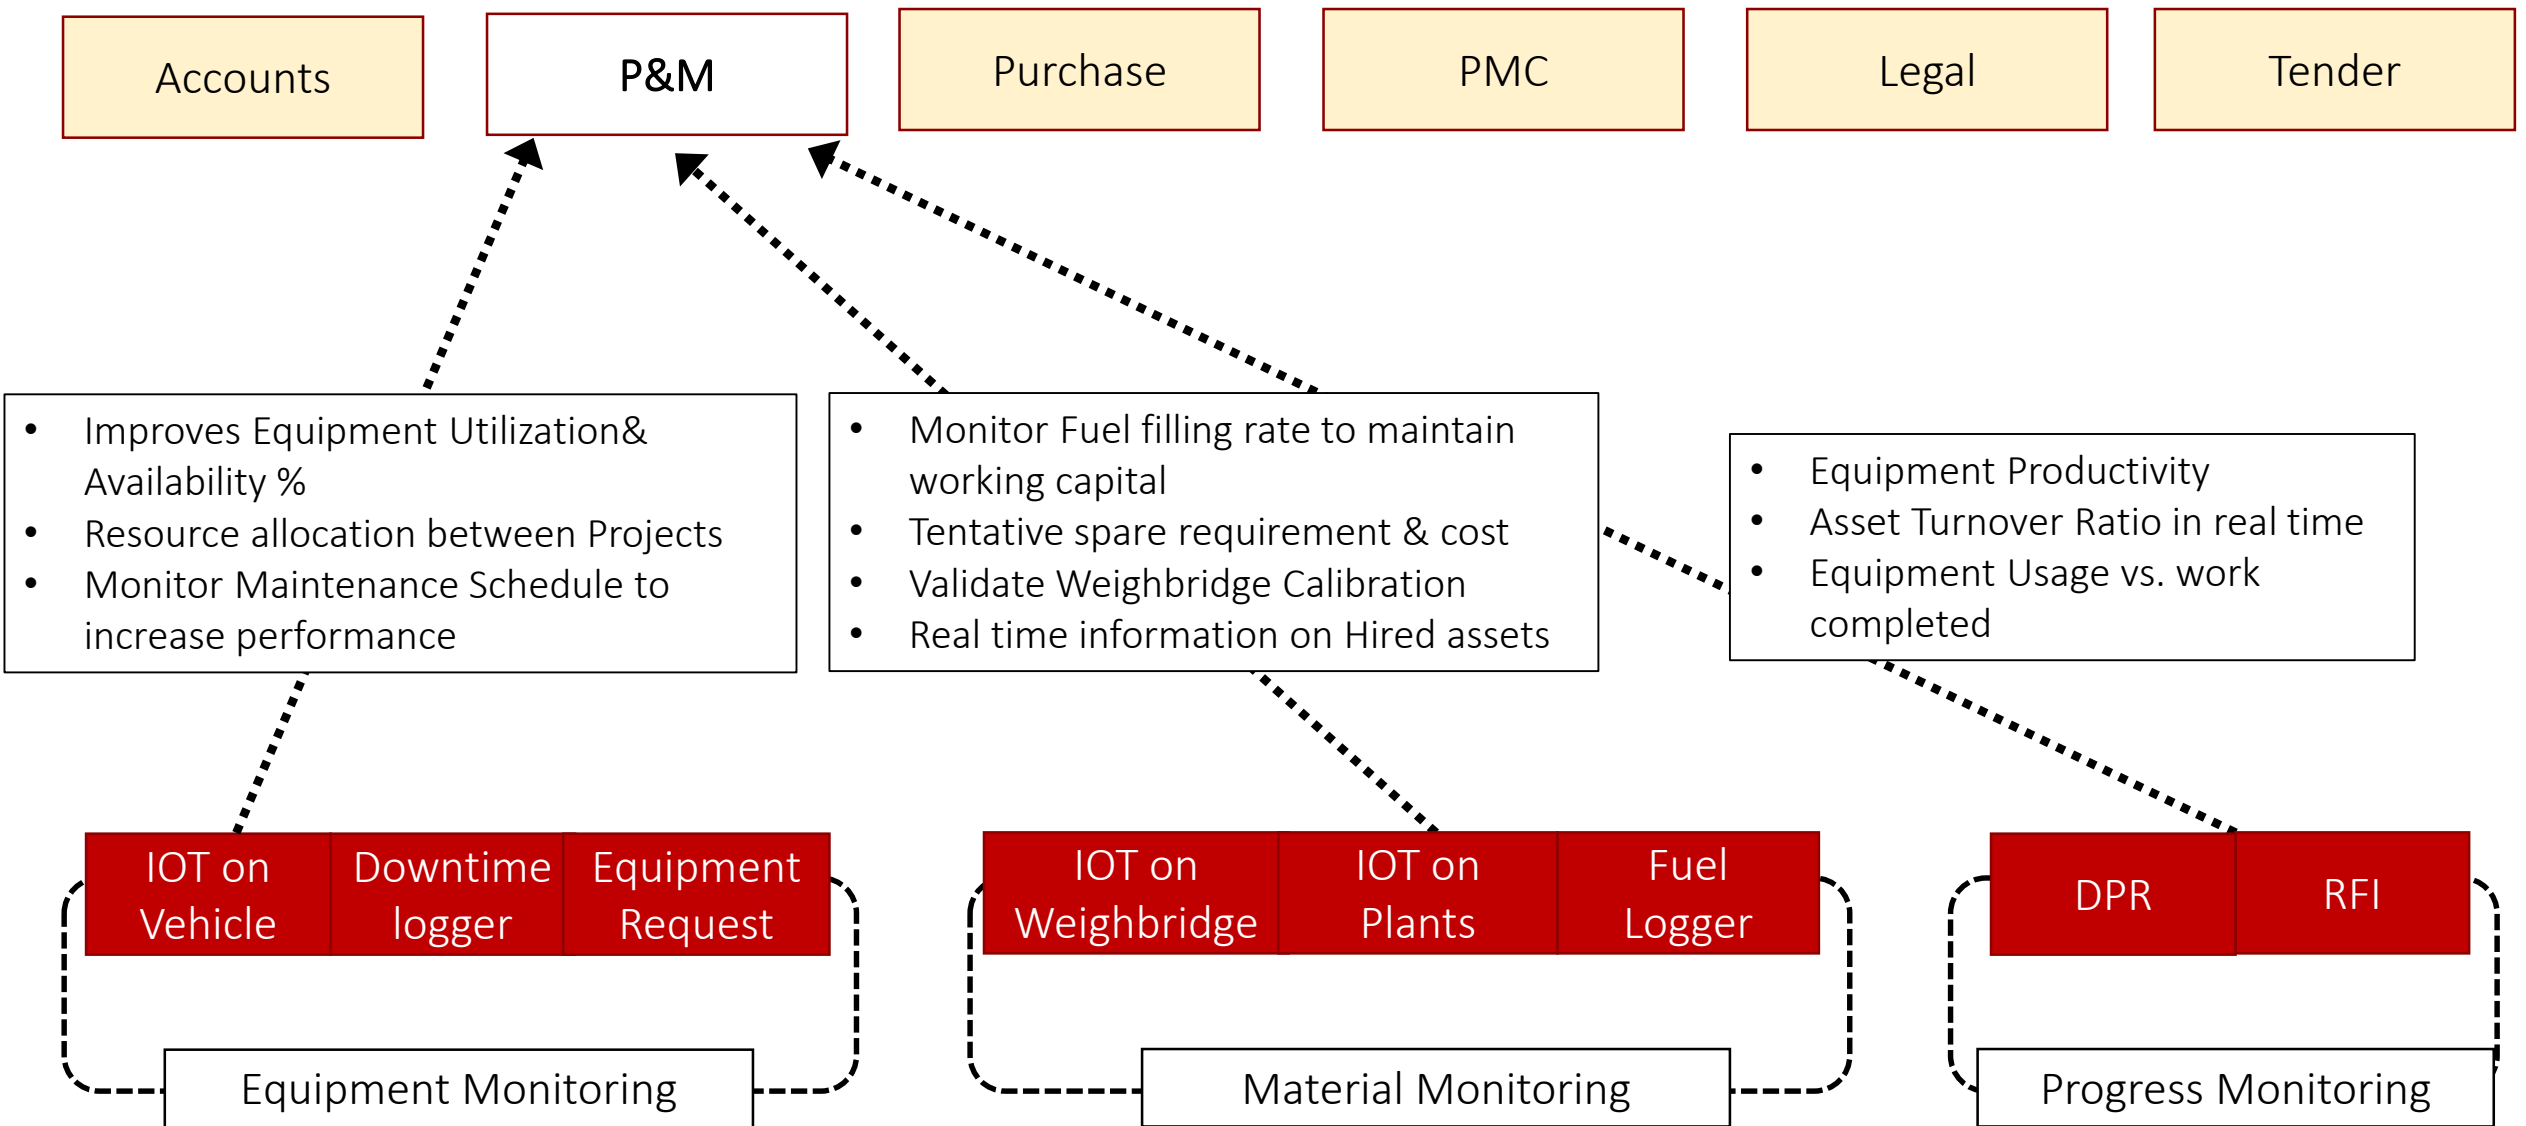 Accounts
P&M
Purchase
PMC
Legal
Tender
• Improves Equipment Utilization&
Availability %
• Resource allocation between Projects
• Monitor Maintenance Schedule to
increase performance
• Monitor Fuel filling rate to maintain
working capital
• Tentative spare requirement & cost
• Validate Weighbridge Calibration
• Real time information on Hired assets
• Equipment Productivity
• Asset Turnover Ratio in real time
• Equipment Usage vs. work
completed
IOT on
Vehicle
Downtime
logger
Equipment
Request
IOT on
Weighbridge
IOT on
Plants
Fuel
Logger
DPR
RFI
Equipment Monitoring
Material Monitoring
Progress Monitoring